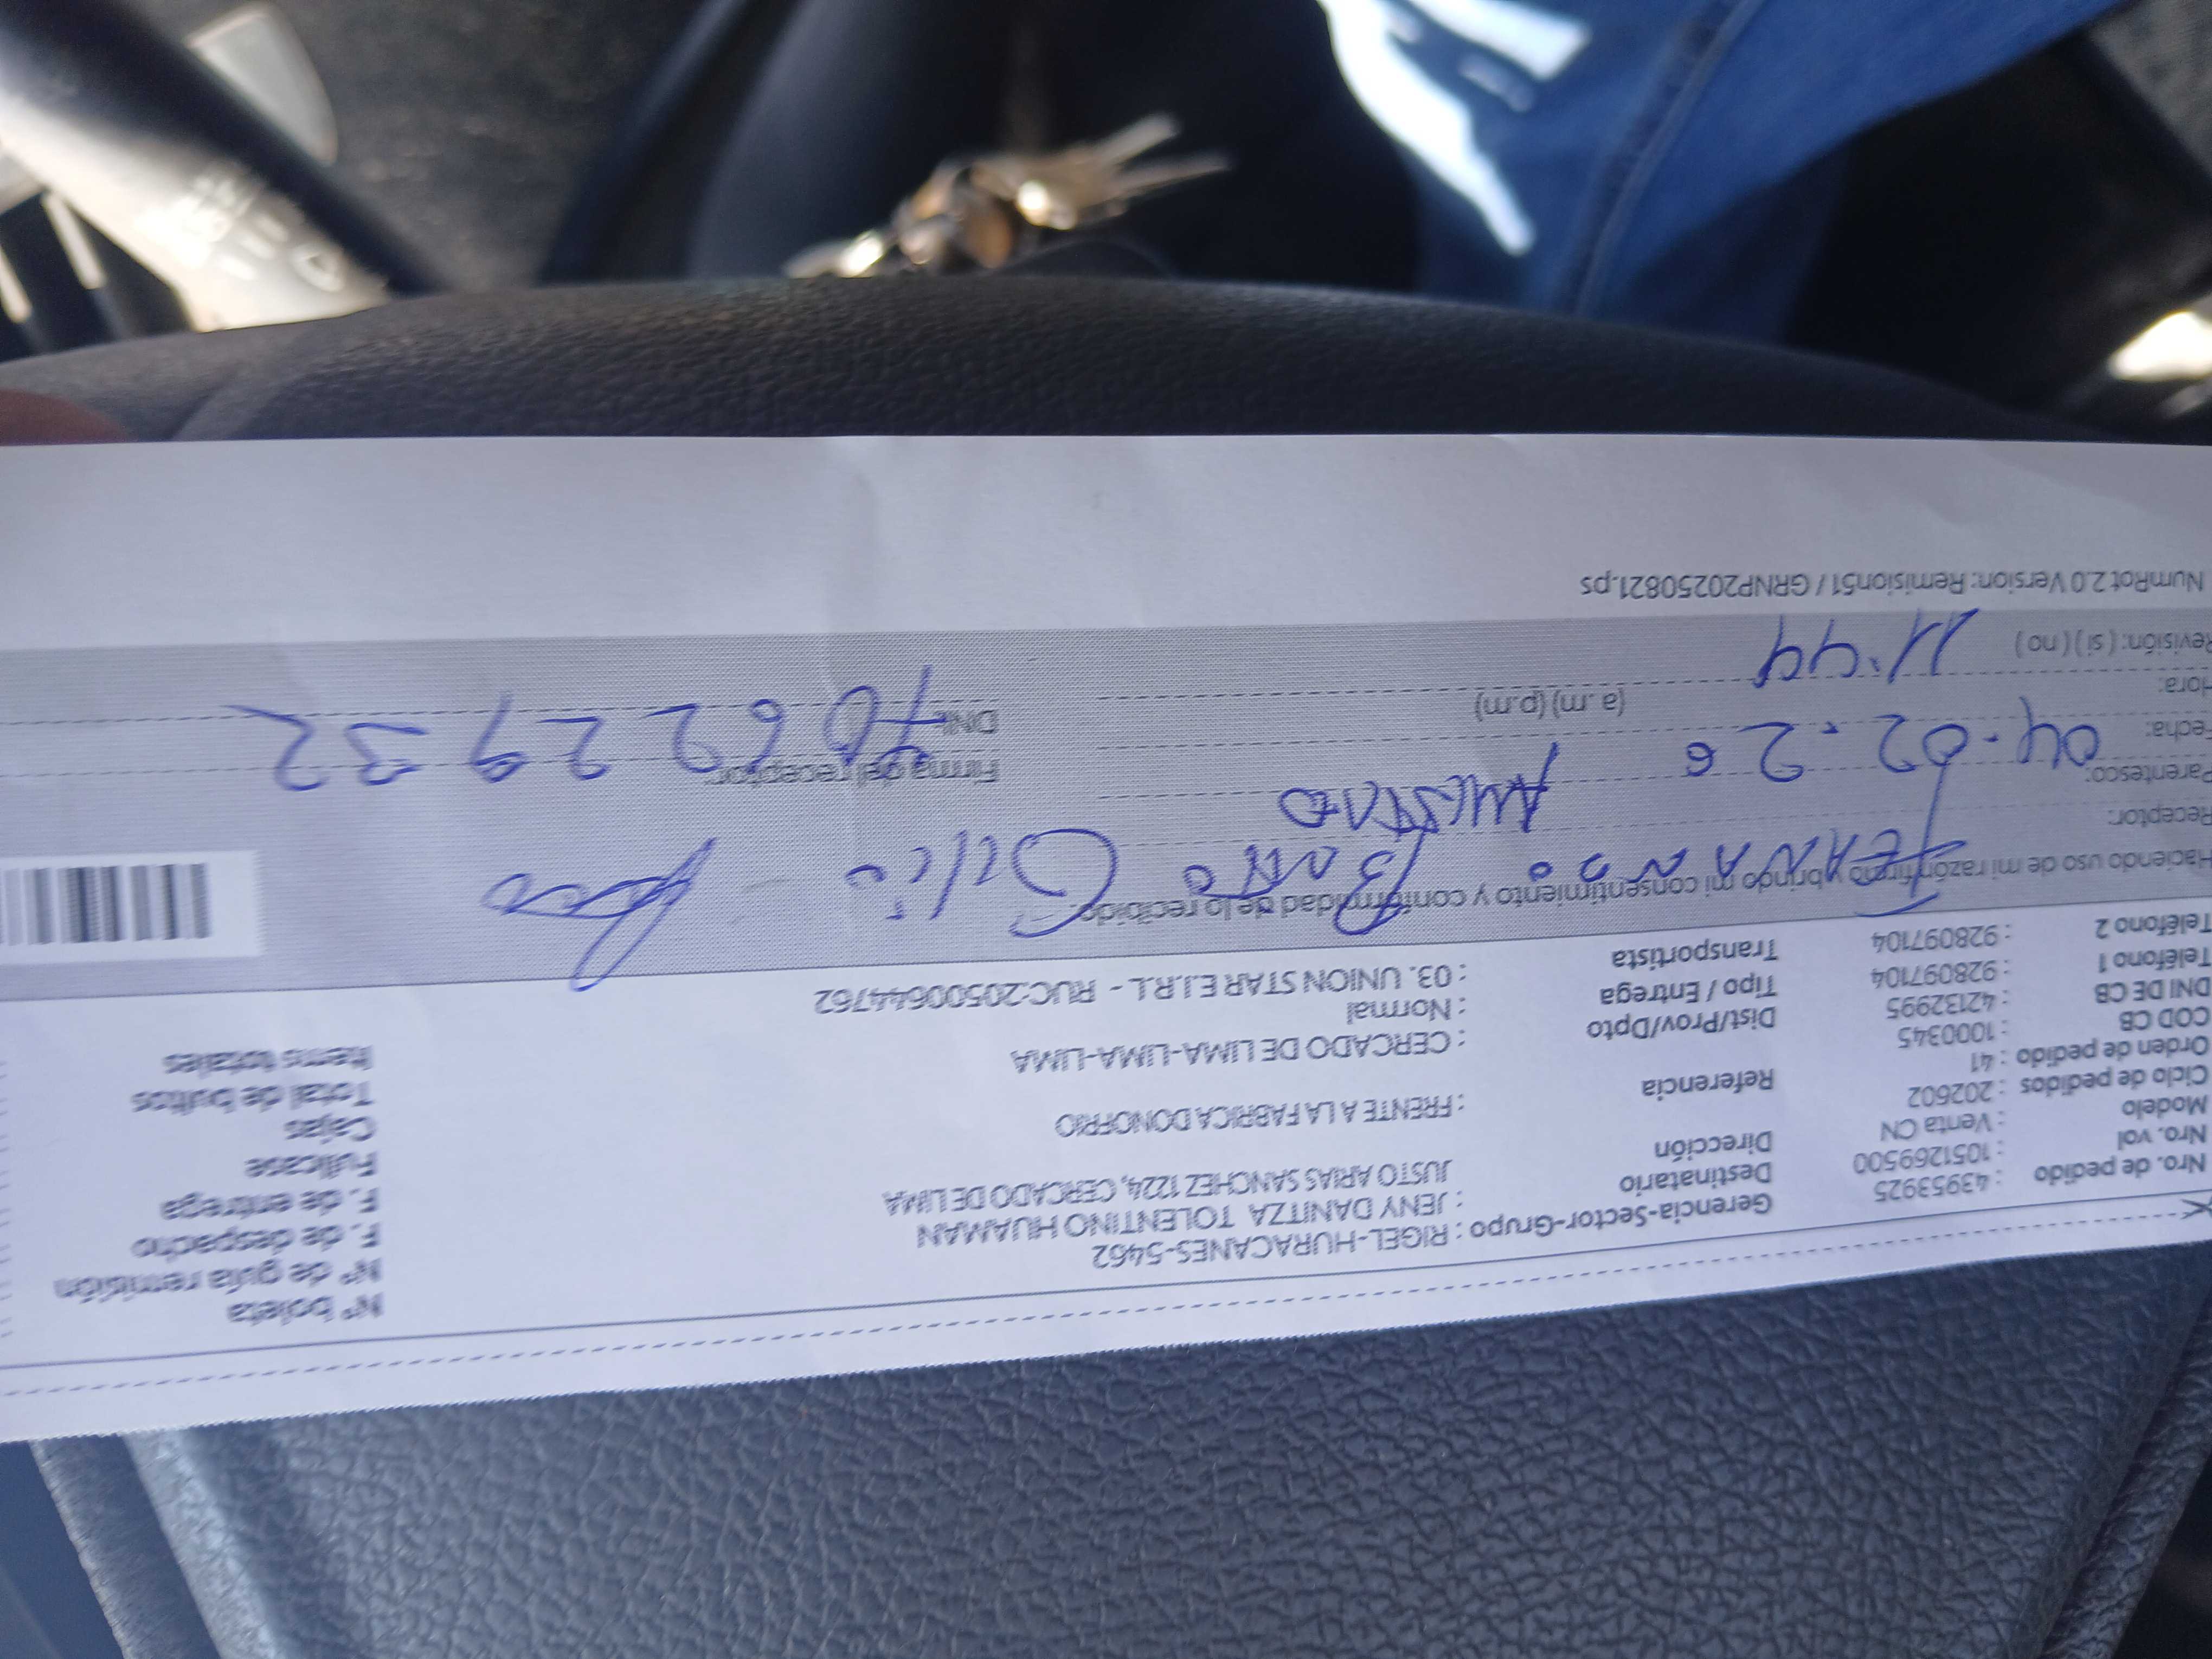 Nro. de pedido : 43953925
Nro. vol : 1051269500
Modelo : Venta CN
Ciclo de pedidos : 202602
Orden de pedido : 41
COD CB : 1000345
DNI DE CB : 42132995
Teléfono 1 : 928097104
Teléfono 2 : 928097104
Gerencia-Sector-Grupo : RIGEL-HURACANES-5462
Destinatario : JENY DANITZA TOLENTINO HUAMAN
Dirección JUSTO ARIAS SANCHEZ 1224, CERCADO DE LIMA
Referencia : FRENTE A LA FABRICA DONOFRIO
Dist/Prov/Dpto : CERCADO DE LIMA-LIMA-LIMA
Tipo / Entrega : Normal
Transportista : 03. UNION STAR E.I.R.L - RUC:20500644762
N° boleta
N° de guía remisión
F. de despacho
F. de entrega
Fullcase
Cajas
Total de bultos
Items totales
Haciendo uso de mi razón firmo y brindo mi consentimiento y conformidad de lo recibido.
Receptor:
Parentesco:
Fecha: 04.02.26
Hora: 11:44 (a.m) (p.m)
Revisión: (si) (no)
Firma del receptor:
DNI: 70622932
NumRot 2.0 Version: Remision51 / GRNP20250821.ps